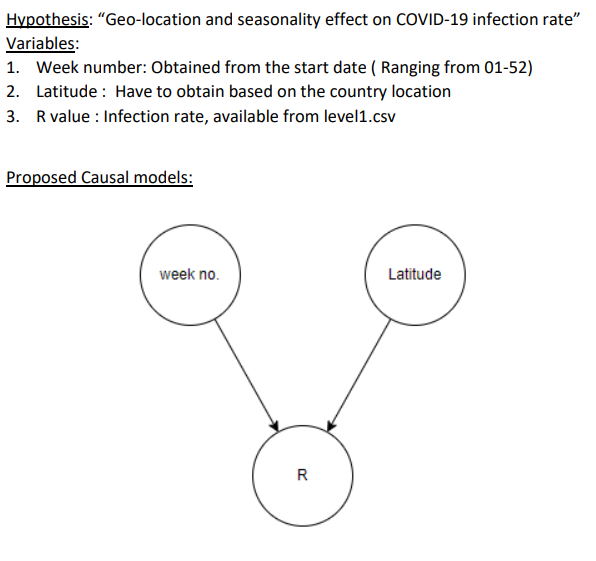 Hypothesis: “Geo-location and seasonality effect on COVID-19 infection rate”
Variables:
1. Week number: Obtained from the start date ( Ranging from 01-52)
2. Latitude : Have to obtain based on the country location
3. R value : Infection rate, available from level1.csv
Proposed Causal models:
week no.
Latitude
R